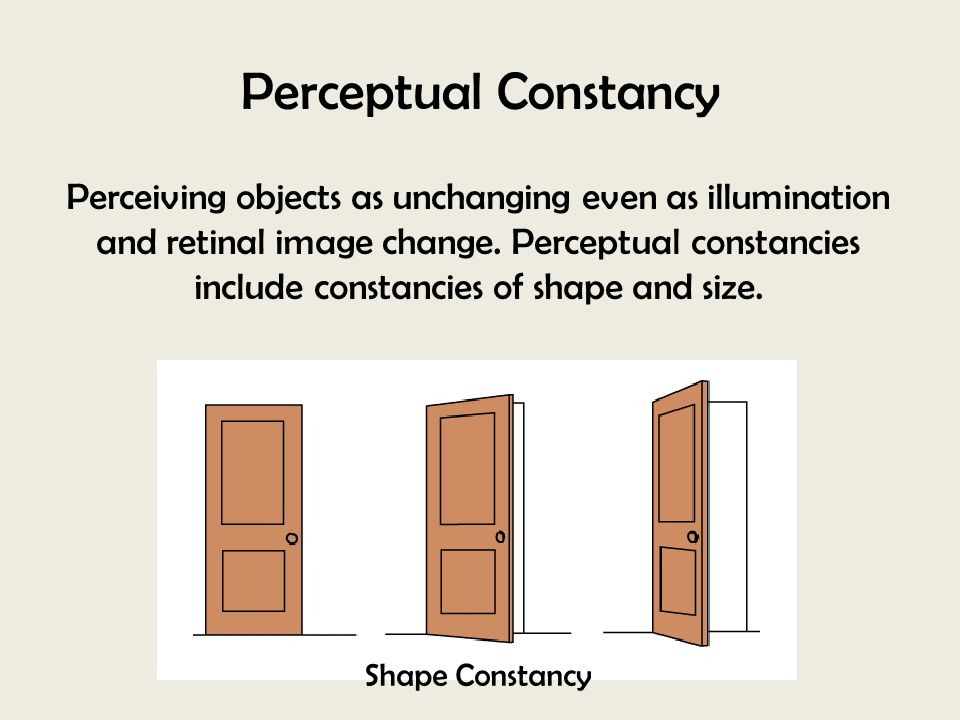 Perceptual Constancy
Perceiving objects as unchanging even as illumination
and retinal image change. Perceptual constancies
include constancies of shape and size.
Shape Constancy